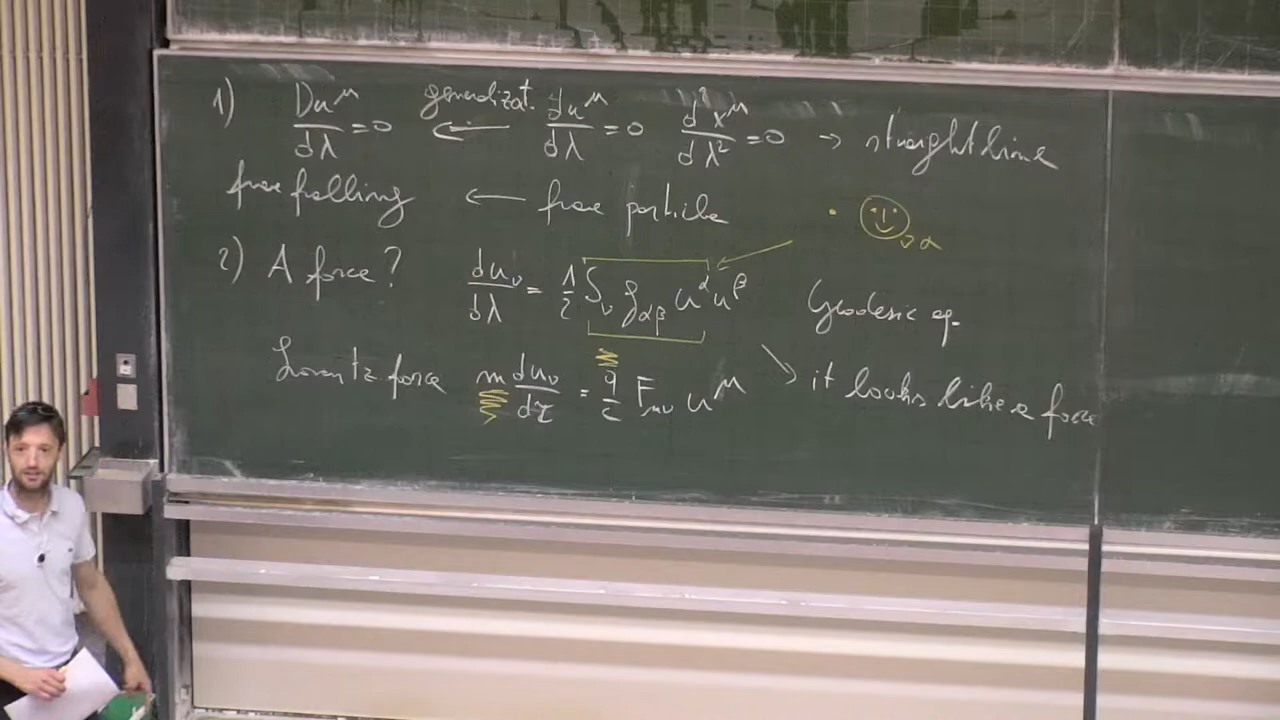 1) Du^μ/dλ = 0 generalizat. ← du^μ/dλ = 0 d²x^μ/dλ² = 0 → straight line
free falling ← free particle
2) A force? du_ν/dλ = 1/2 ∂_ν g_αβ u^α u^β Geodesic eq.
Lorentz force m du_ν/dτ = q/c F_μν u^μ ↘ it looks like a force